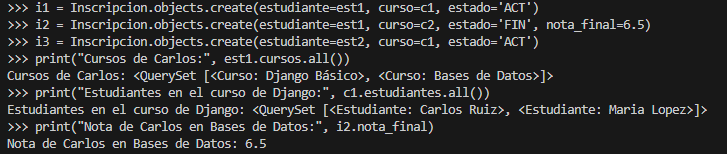 >>> i1 = Inscripcion.objects.create(estudiante=est1, curso=c1, estado='ACT')
>>> i2 = Inscripcion.objects.create(estudiante=est1, curso=c2, estado='FIN', nota_final=6.5)
>>> i3 = Inscripcion.objects.create(estudiante=est2, curso=c1, estado='ACT')
>>> print("Cursos de Carlos:", est1.cursos.all())
Cursos de Carlos: <QuerySet [<Curso: Django Básico>, <Curso: Bases de Datos>]>
>>> print("Estudiantes en el curso de Django:", c1.estudiantes.all())
Estudiantes en el curso de Django: <QuerySet [<Estudiante: Carlos Ruiz>, <Estudiante: Maria Lopez>]>
>>> print("Nota de Carlos en Bases de Datos:", i2.nota_final)
Nota de Carlos en Bases de Datos: 6.5